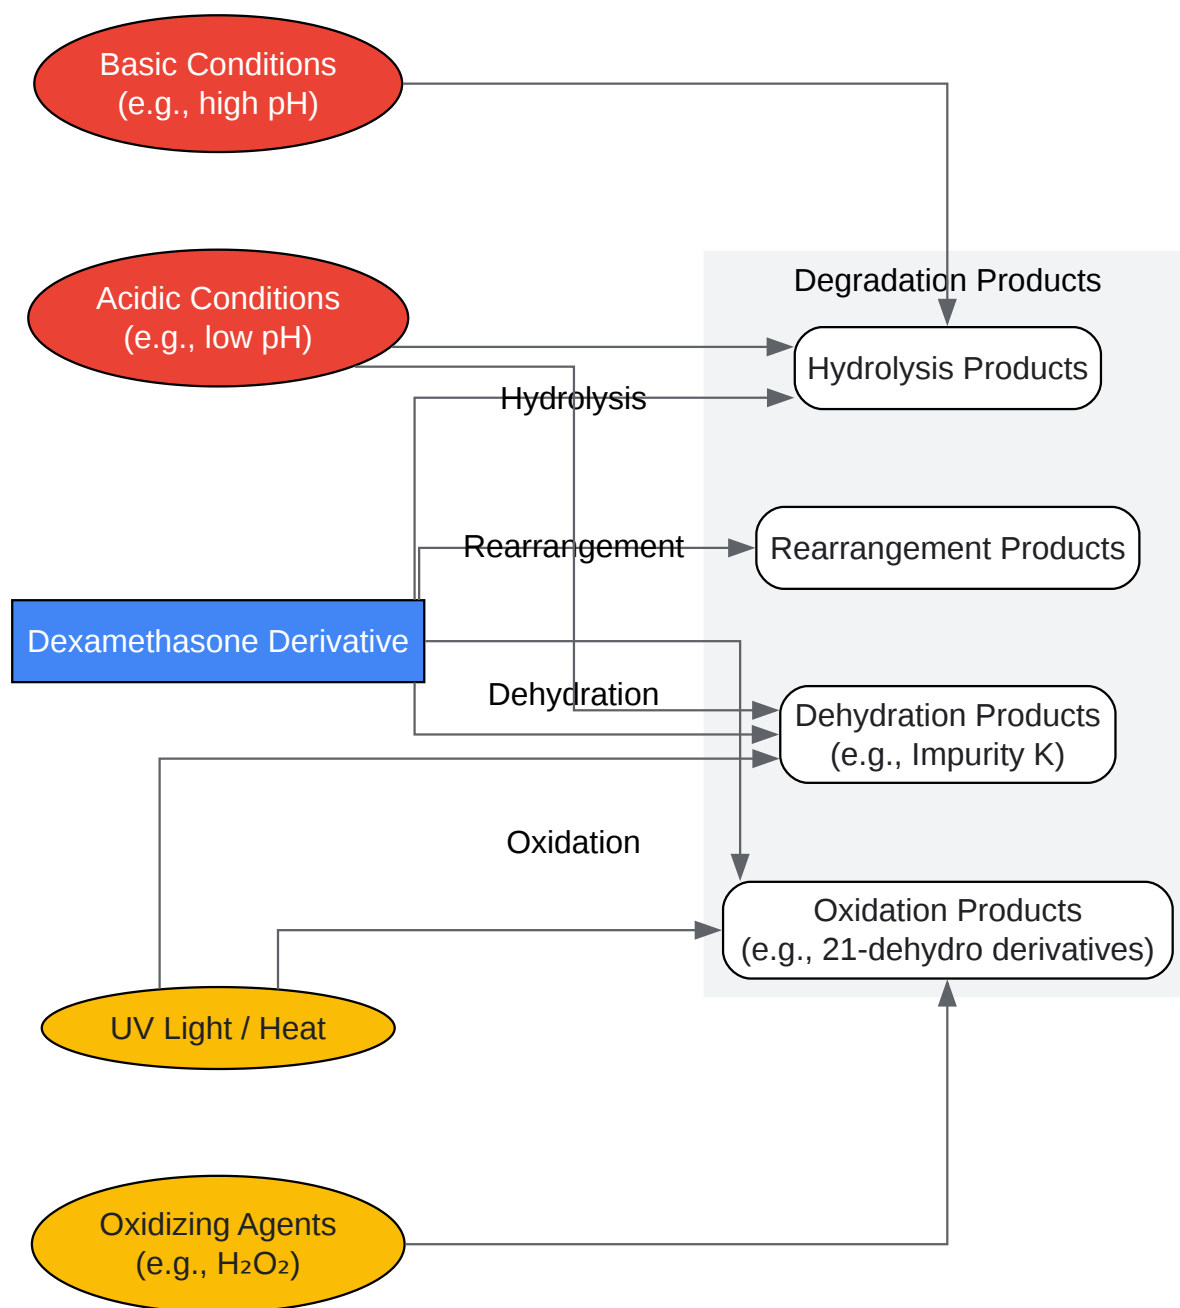 Basic Conditions
(e.g., high pH)
Acidic Conditions
(e.g., low pH)
Degradation Products
Hydrolysis Products
Hydrolysis
Rearrangement
Rearrangement Products
Dexamethasone Derivative
Dehydration
Dehydration Products
(e.g., Impurity K)
Oxidation
Oxidation Products
(e.g., 21-dehydro derivatives)
UV Light / Heat
Oxidizing Agents
(e.g., H₂O₂)